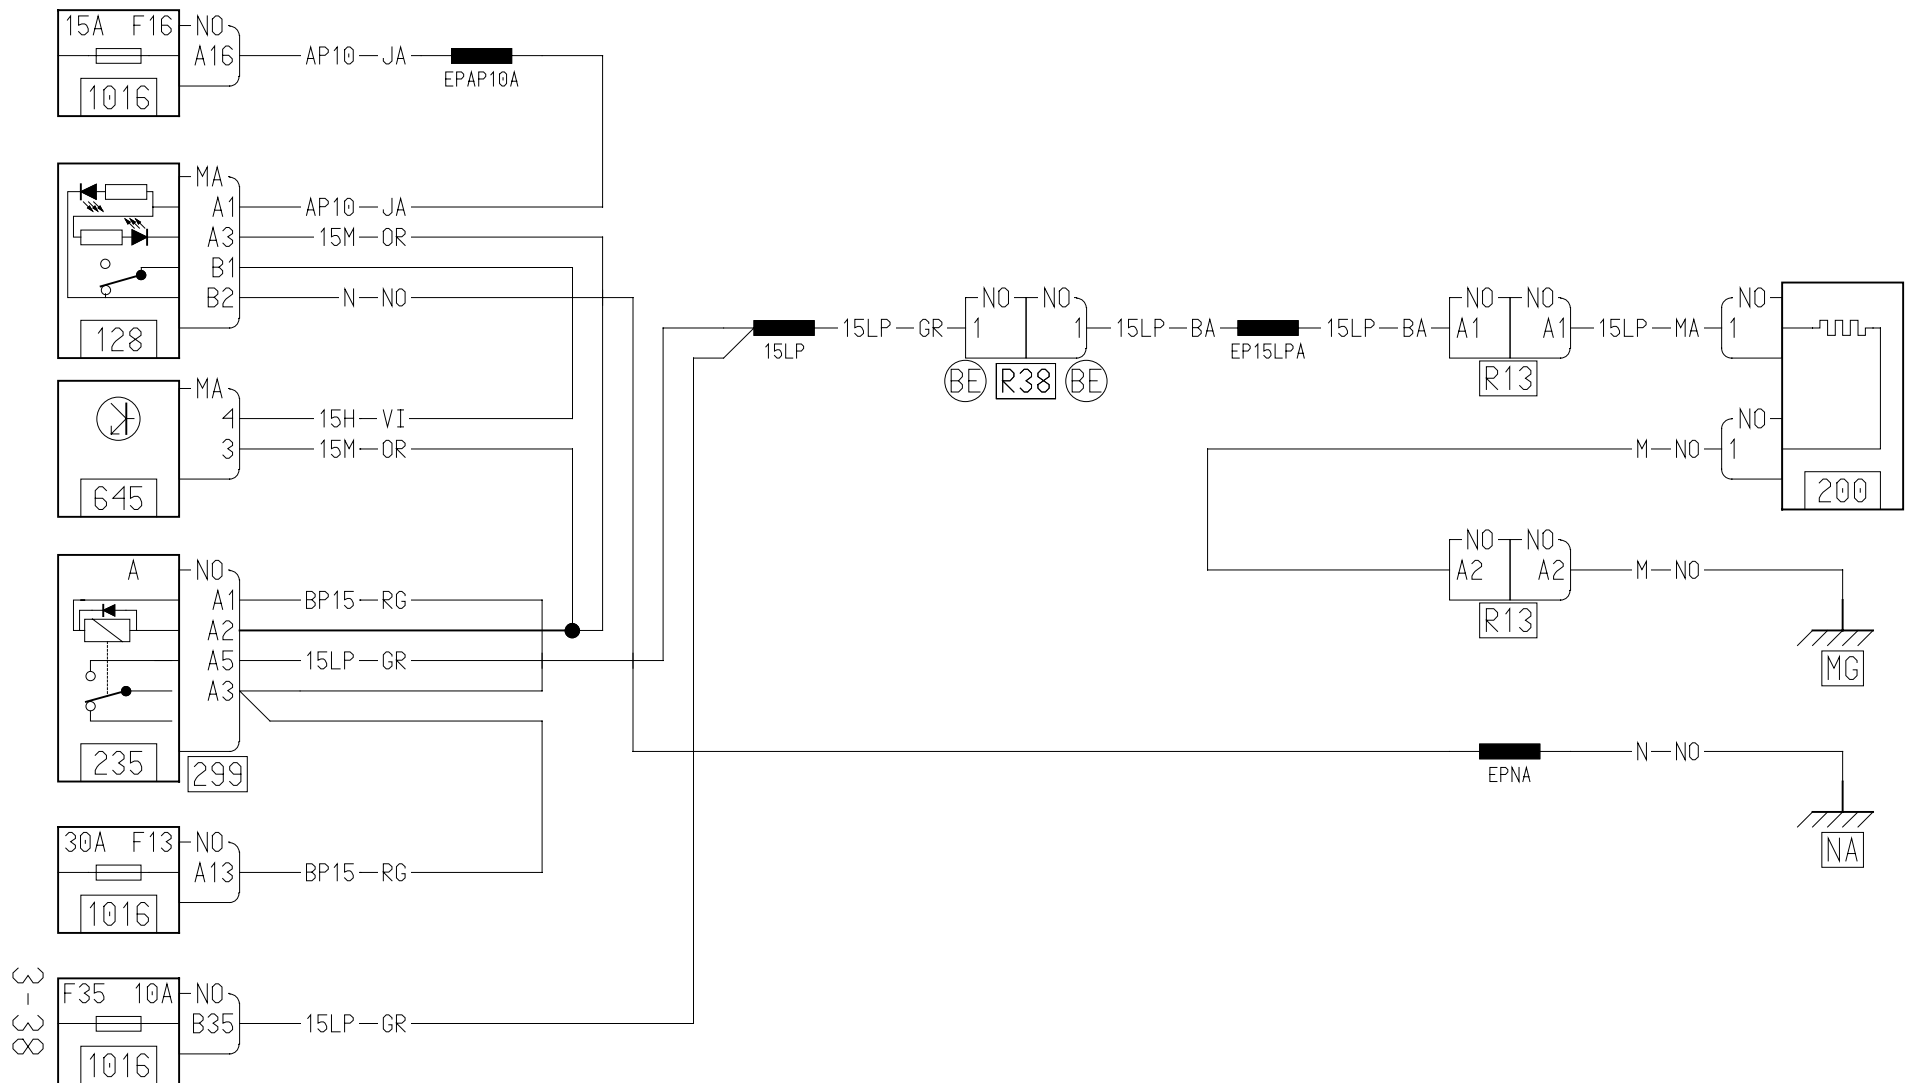 15A F16 NO
A16 AP10 JA
EPAP10A
1016
MA
A1 AP10 JA
A3 15M OR
B1
B2 N NO
128
MA
4 15H VI
3 15M OR
645
A NO
A1 BP15 RG
A2
A5 15LP GR
A3
235
299
30A F13 NO
A13 BP15 RG
1016
F35 10A NO
B35 15LP GR
1016
3-38
NO NO NO NO NO
15LP GR 1 1 15LP BA 15LP BA A1 A1 15LP MA 1
15LP EP15LPA
BE R38 BE R13
NO
M NO 1
200
NO NO
A2 A2 M NO
R13
MG
N NO
EPNA
NA